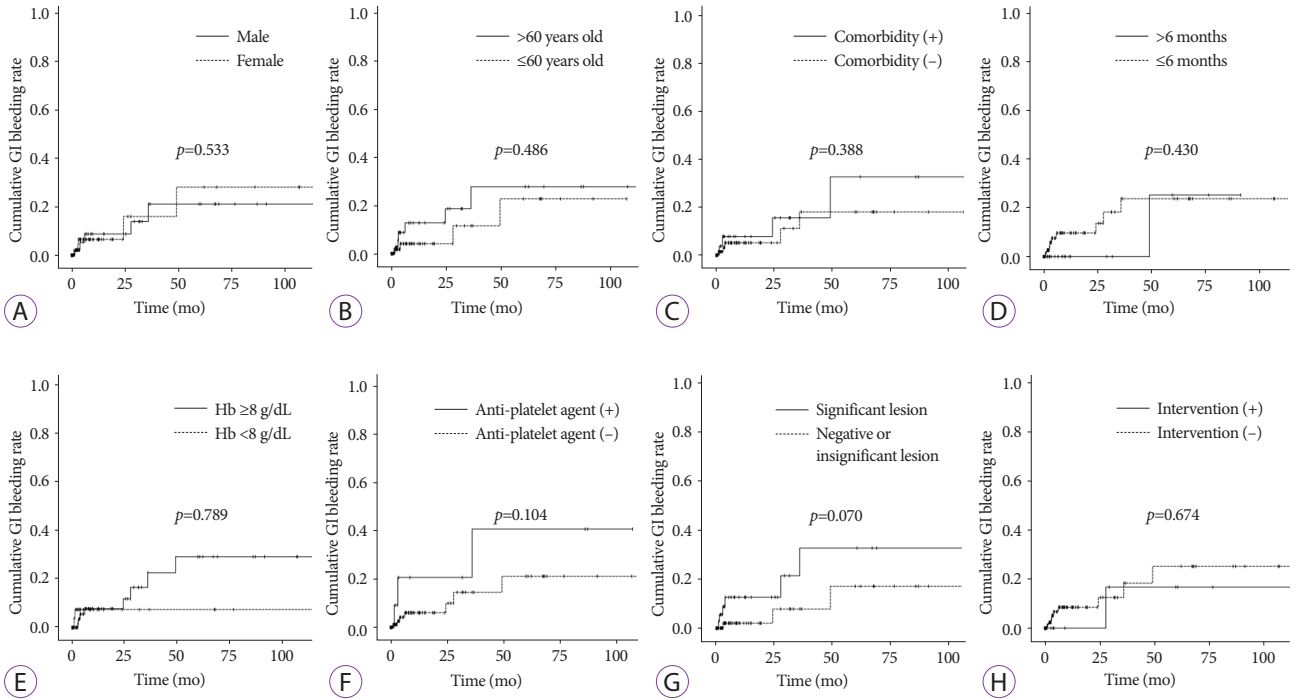 1.0
0.8
0.6
0.4
0.2
0.0
Cumulative GI bleeding rate
Male
Female
p=0.533
0 25 50 75 100
Time (mo)
A
1.0
0.8
0.6
0.4
0.2
0.0
Cumulative GI bleeding rate
>60 years old
≤60 years old
p=0.486
0 25 50 75 100
Time (mo)
B
1.0
0.8
0.6
0.4
0.2
0.0
Cumulative GI bleeding rate
Comorbidity (+)
Comorbidity (–)
p=0.388
0 25 50 75 100
Time (mo)
C
1.0
0.8
0.6
0.4
0.2
0.0
Cumulative GI bleeding rate
>6 months
≤6 months
p=0.430
0 25 50 75 100
Time (mo)
D
1.0
0.8
0.6
0.4
0.2
0.0
Cumulative GI bleeding rate
Hb ≥8 g/dL
Hb <8 g/dL
p=0.789
0 25 50 75 100
Time (mo)
E
1.0
0.8
0.6
0.4
0.2
0.0
Cumulative GI bleeding rate
Anti-platelet agent (+)
Anti-platelet agent (–)
p=0.104
0 25 50 75 100
Time (mo)
F
1.0
0.8
0.6
0.4
0.2
0.0
Cumulative GI bleeding rate
Significant lesion
Negative or
insignificant lesion
p=0.070
0 25 50 75 100
Time (mo)
G
1.0
0.8
0.6
0.4
0.2
0.0
Cumulative GI bleeding rate
Intervention (+)
Intervention (–)
p=0.674
0 25 50 75 100
Time (mo)
H